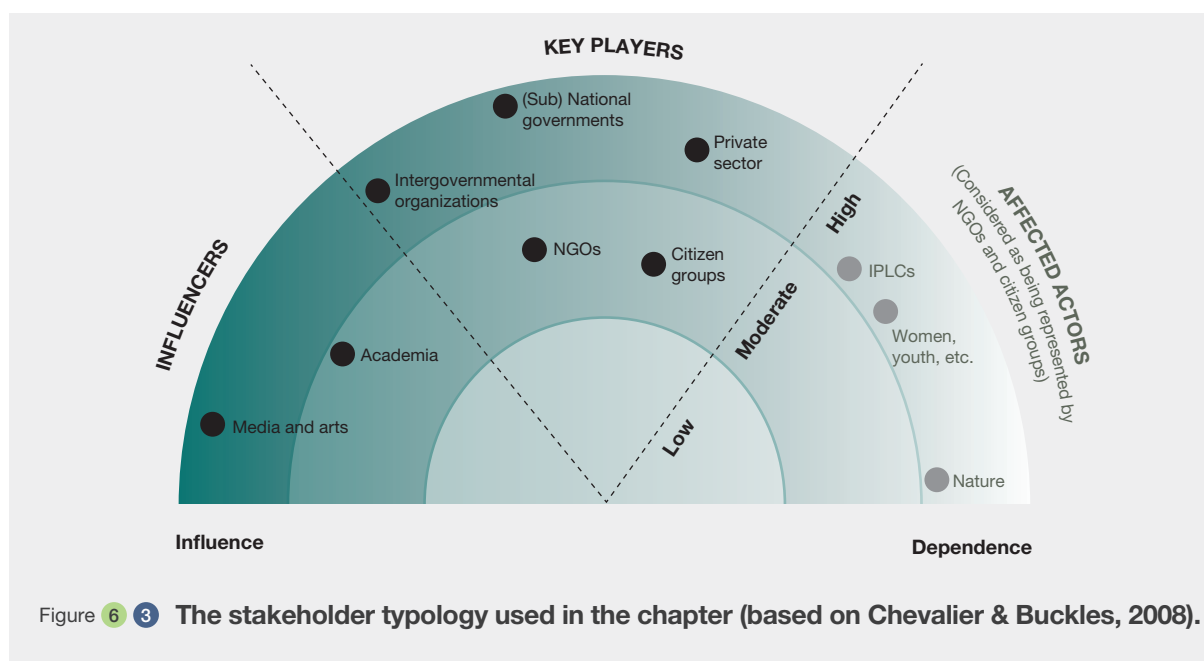 KEY PLAYERS
(Sub) National
governments
Private
sector
Intergovernmental
organizations
High
AFFECTED ACTORS
(Considered as being represented by
NGOs and citizen groups)
INFLUENCERS
NGOs
Citizen
groups
IPLCs
Moderate
Women,
youth, etc.
Academia
Media and arts
Low
Nature
Influence
Dependence
Figure 6 3 The stakeholder typology used in the chapter (based on Chevalier & Buckles, 2008).